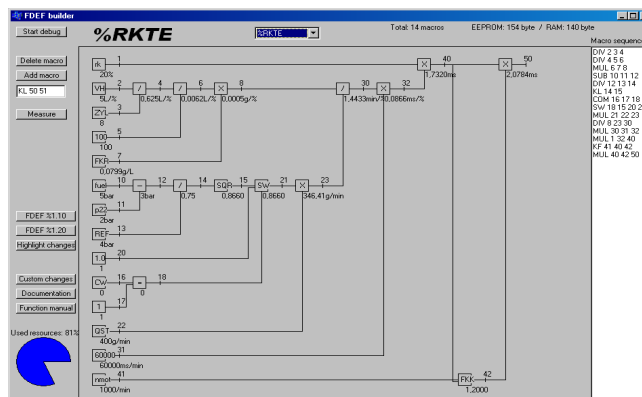 FDEF builder
Start debug
%RKTE
%RKTE
Total: 14 macros
EEPROM: 154 byte / RAM: 140 byte
Macro sequence
Delete macro
Add macro
KL 50 51
Measure
FDEF %1.10
FDEF %1.20
Highlight changes
Custom changes
Documentation
Function manual
Used resources: 81%
rk 1
20%
X 40
1,7320ms
X 50
2,0784ms
VH 2
5L/%
/ 4
0,625L/%
/ 6
0,0062L/%
X 8
0,0005g/%
/ 30
1,4433min/%
X 32
0,0866ms/%
ZYL 3
8
100 5
100
FKR 7
0,0799g/L
fue 10
5bar
- 12
3bar
/ 14
0,75
SQR 15
0,8660
SW 21
0,8660
X 23
346,41g/min
p22 11
2bar
REF 13
4bar
1.0 20
1
CW 16
0
= 18
0
1 17
1
QST 22
400g/min
60000 31
60000ms/min
nmot 41
1000/min
FKK 42
1,2000
DIV 2 3 4
DIV 4 5 6
MUL 6 7 8
SUB 10 11 12
DIV 12 13 14
KL 14 15
COM 16 17 18
SW 18 15 20 2
MUL 21 22 23
DIV 8 23 30
MUL 30 31 32
MUL 1 32 40
KF 41 40 42
MUL 40 42 50